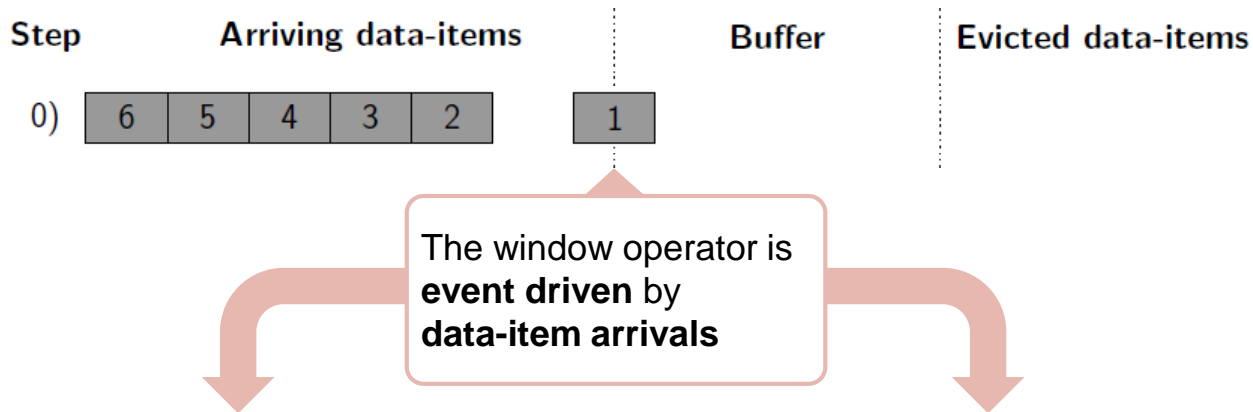 Step Arriving data-items Buffer Evicted data-items
0) 6 5 4 3 2 1
The window operator is
event driven by
data-item arrivals